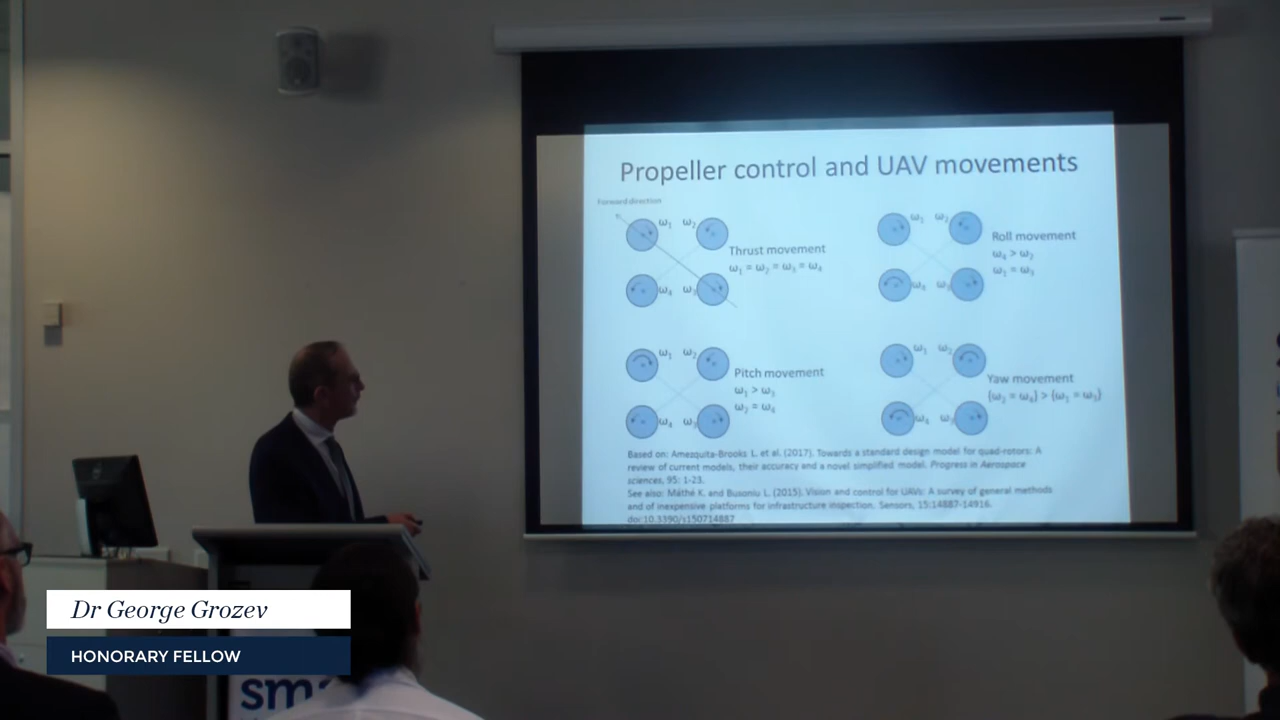 Propeller control and UAV movements
Forward direction
ω₁ ω₂
ω₄ ω₃
Thrust movement
ω₁ = ω₂ = ω₃ = ω₄
ω₁ ω₂
ω₄ ω₃
Roll movement
ω₄ > ω₂
ω₁ = ω₃
ω₁ ω₂
ω₄ ω₃
Pitch movement
ω₁ > ω₃
ω₂ = ω₄
ω₁ ω₂
ω₄ ω₃
Yaw movement
(ω₂ = ω₄) > (ω₁ = ω₃)
Based on: Amezquita-Brooks L. et al. (2017). Towards a standard design model for quad-rotors: A
review of current models, their accuracy and a novel simplified model. Progress in Aerospace
sciences, 95: 1-23.
See also: Máthé K. and Busoniu L. (2015). Vision and control for UAVs: A survey of general methods
and of inexpensive platforms for infrastructure inspection. Sensors, 15:14887-14916.
doi:10.3390/s150714887
Dr George Grozev
HONORARY FELLOW